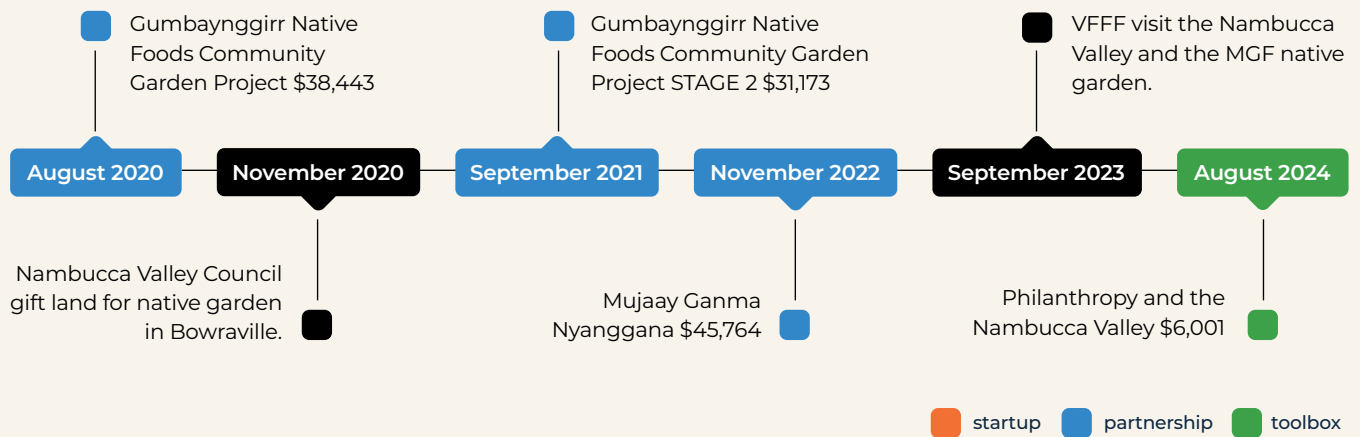 Gumbaynggirr Native
Foods Community
Garden Project $38,443
Gumbaynggirr Native
Foods Community Garden
Project STAGE 2 $31,173
VFFF visit the Nambucca
Valley and the MGF native
garden.
August 2020
November 2020
September 2021
November 2022
September 2023
August 2024
Nambucca Valley Council
gift land for native garden
in Bowraville.
Mujaay Ganma
Nyanggana $45,764
Philanthropy and the
Nambucca Valley $6,001
startup
partnership
toolbox